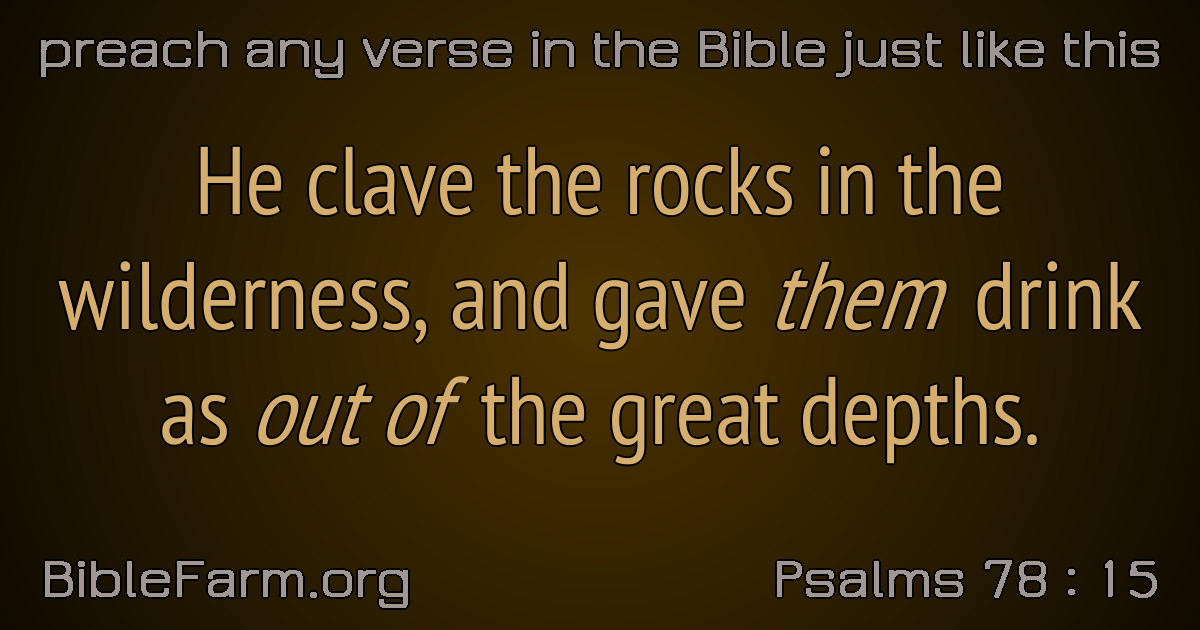 preach any verse in the Bible just like this
He clave the rocks in the
wilderness, and gave them drink
as out of the great depths.
BibleFarm.org
Psalms 78 : 15